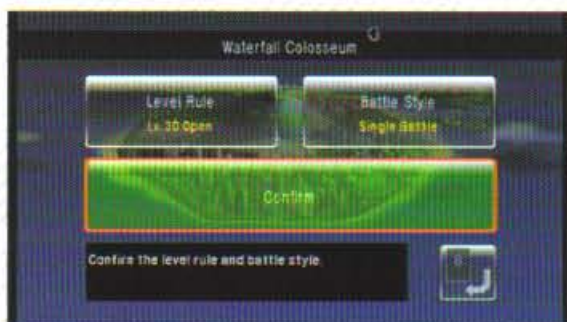 Waterfall Colosseum
Level Rule
Lv. 30 Open
Battle Style
Single Battle
Confirm
Confirm the level rule and battle style.